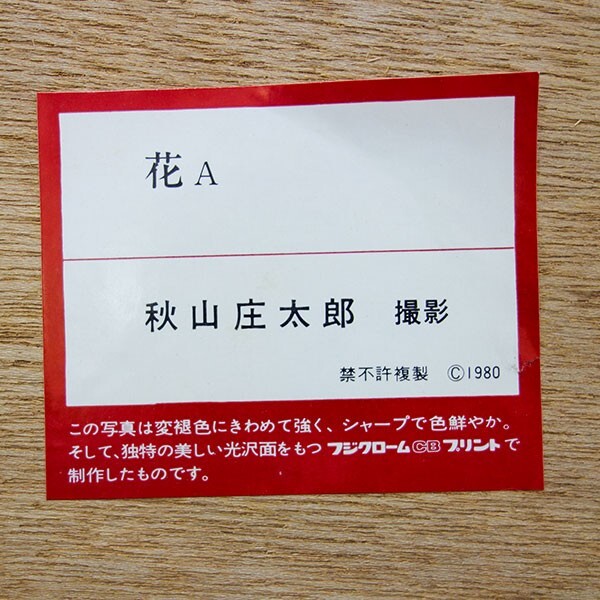 花 A
秋山庄太郎 撮影
禁不許複製 ©1980
この写真は変褪色にきわめて強く、シャープで色鮮やか。
そして、独特の美しい光沢面をもつ フジクローム CB プリントで
制作したものです。